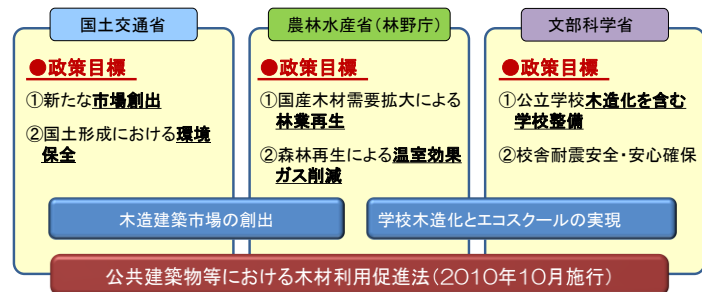 国土交通省
●政策目標
①新たな市場創出
②国土形成における環境
保全
農林水産省(林野庁)
●政策目標
①国産木材需要拡大による
林業再生
②森林再生による温室効果
ガス削減
文部科学省
●政策目標
①公立学校木造化を含む
学校整備
②校舎耐震安全・安心確保
木造建築市場の創出
学校木造化とエコスクールの実現
公共建築物等における木材利用促進法(2010年10月施行)